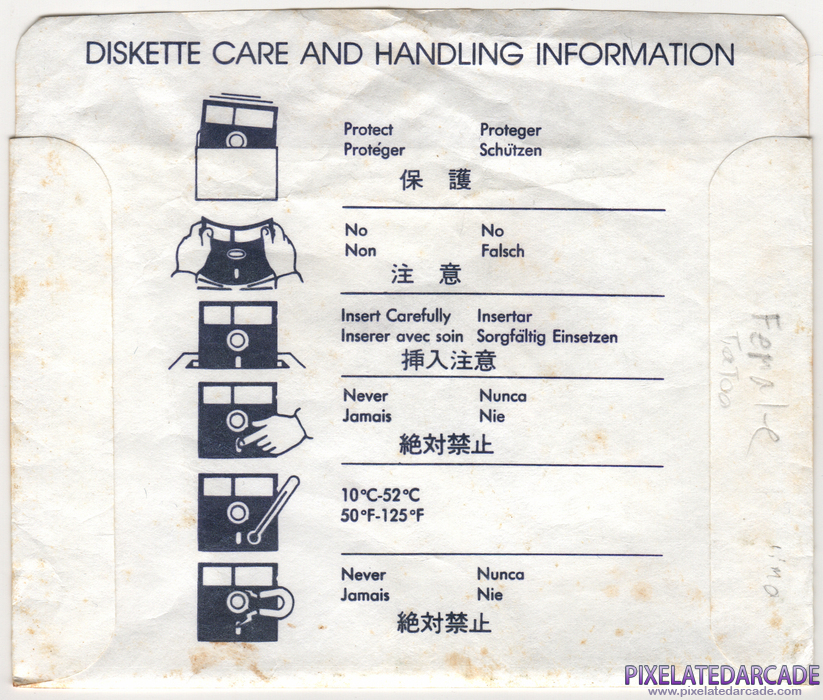 DISKETTE CARE AND HANDLING INFORMATION
Protect Proteger
Protéger Schützen
保 護
No No
Non Falsch
注 意
Insert Carefully Insertar
Inserer avec soin Sorgfältig Einsetzen
挿入注意
Never Nunca
Jamais Nie
絶対禁止
10°C-52°C
50°F-125°F
Never Nunca
Jamais Nie
絶対禁止
Female
TaToo
PIXELATEDARCADE
www.pixelatedarcade.com